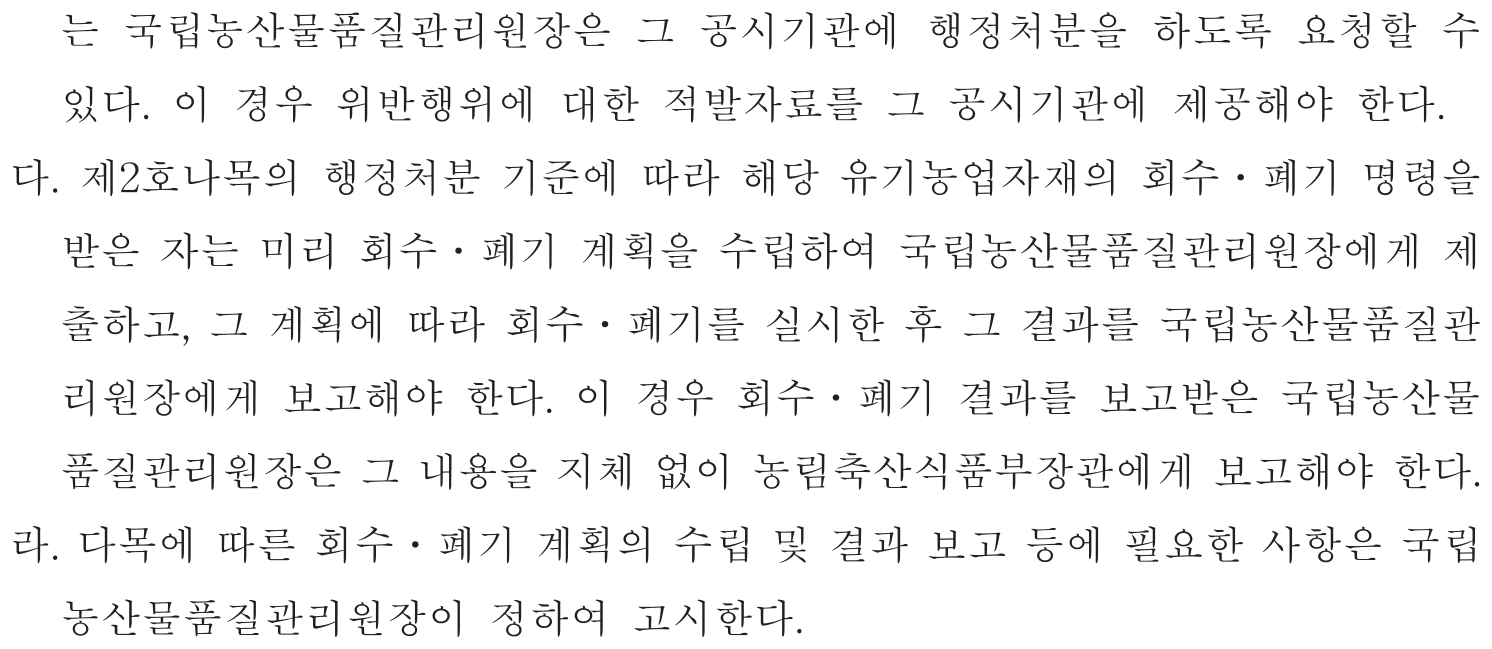 는 국립농산물품질관리원장은 그 공시기관에 행정처분을 하도록 요청할 수
있다. 이 경우 위반행위에 대한 적발자료를 그 공시기관에 제공해야 한다.
다. 제2호나목의 행정처분 기준에 따라 해당 유기농업자재의 회수・폐기 명령을
받은 자는 미리 회수・폐기 계획을 수립하여 국립농산물품질관리원장에게 제
출하고, 그 계획에 따라 회수・폐기를 실시한 후 그 결과를 국립농산물품질관
리원장에게 보고해야 한다. 이 경우 회수・폐기 결과를 보고받은 국립농산물
품질관리원장은 그 내용을 지체 없이 농림축산식품부장관에게 보고해야 한다.
라. 다목에 따른 회수・폐기 계획의 수립 및 결과 보고 등에 필요한 사항은 국립
농산물품질관리원장이 정하여 고시한다.